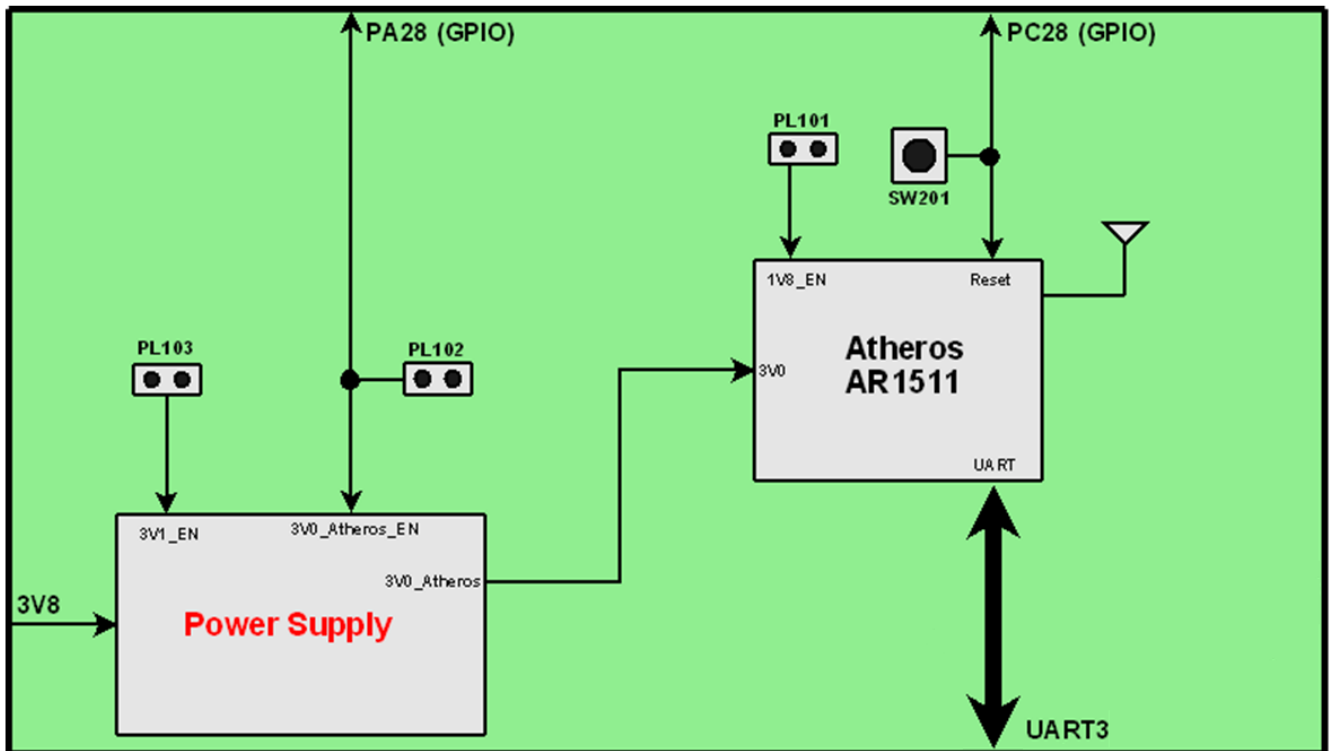 PA28 (GPIO)
PC28 (GPIO)
PL101
SW201
1V8_EN
Reset
Atheros
AR1511
3V0
UART
PL103
PL102
3V1_EN
3V0_Atheros_EN
3V0_Atheros
3V8
Power Supply
UART3